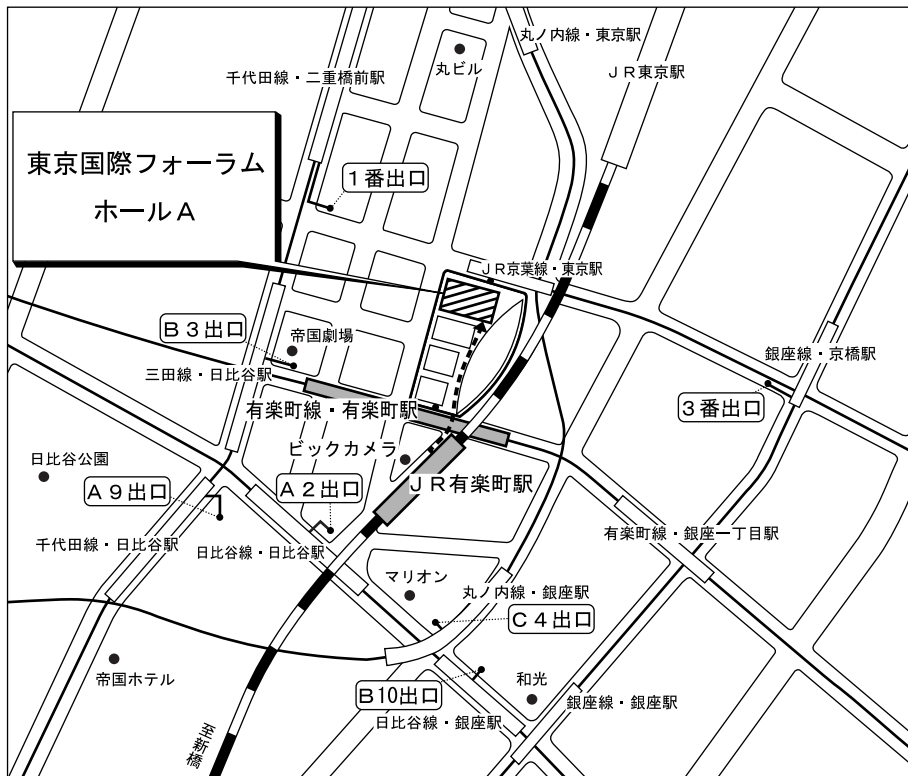 丸ノ内線・東京駅
丸ビル
JR東京駅
千代田線・二重橋前駅
東京国際フォーラム
ホールA
1番出口
JR京葉線・東京駅
B3出口
帝国劇場
銀座線・京橋駅
三田線・日比谷駅
3番出口
有楽町線・有楽町駅
ビックカメラ
日比谷公園
A9出口
A2出口
JR有楽町駅
千代田線・日比谷駅
日比谷線・日比谷駅
有楽町線・銀座一丁目駅
マリオン
丸ノ内線・銀座駅
C4出口
帝国ホテル
B10出口
和光
日比谷線・銀座駅
銀座線・銀座駅
至新橋